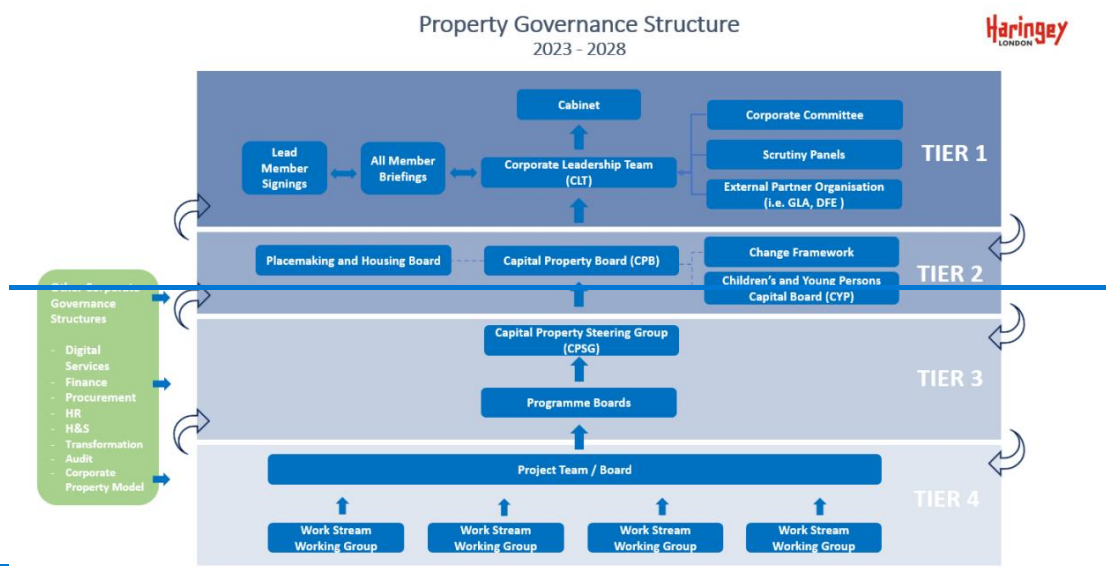 Property Governance Structure
2023 - 2028
Haringey
LONDON
Cabinet
Corporate Committee
Lead
Member
Signings
All Member
Briefings
Corporate Leadership Team
(CLT)
Scrutiny Panels
TIER 1
External Partner Organisation
(i.e. GLA, DFE )
Placemaking and Housing Board
Capital Property Board (CPB)
Change Framework
TIER 2
Children's and Young Persons
Capital Board (CYP)
Other Corporate
Governance
Structures
- Digital
Services
- Finance
- Procurement
- HR
- H&S
- Transformation
- Audit
- Corporate
Property Model
Capital Property Steering Group
(CPSG)
TIER 3
Programme Boards
Project Team / Board
TIER 4
Work Stream
Working Group
Work Stream
Working Group
Work Stream
Working Group
Work Stream
Working Group